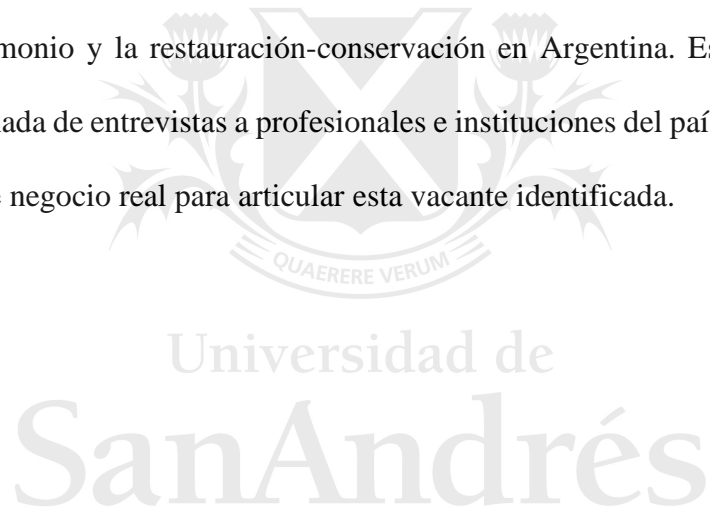 monio y la restauración-conservación en Argentina. Es
ada de entrevistas a profesionales e instituciones del paí
negocio real para articular esta vacante identificada.
QUAERERE VERUM
Universidad de
SanAndrés